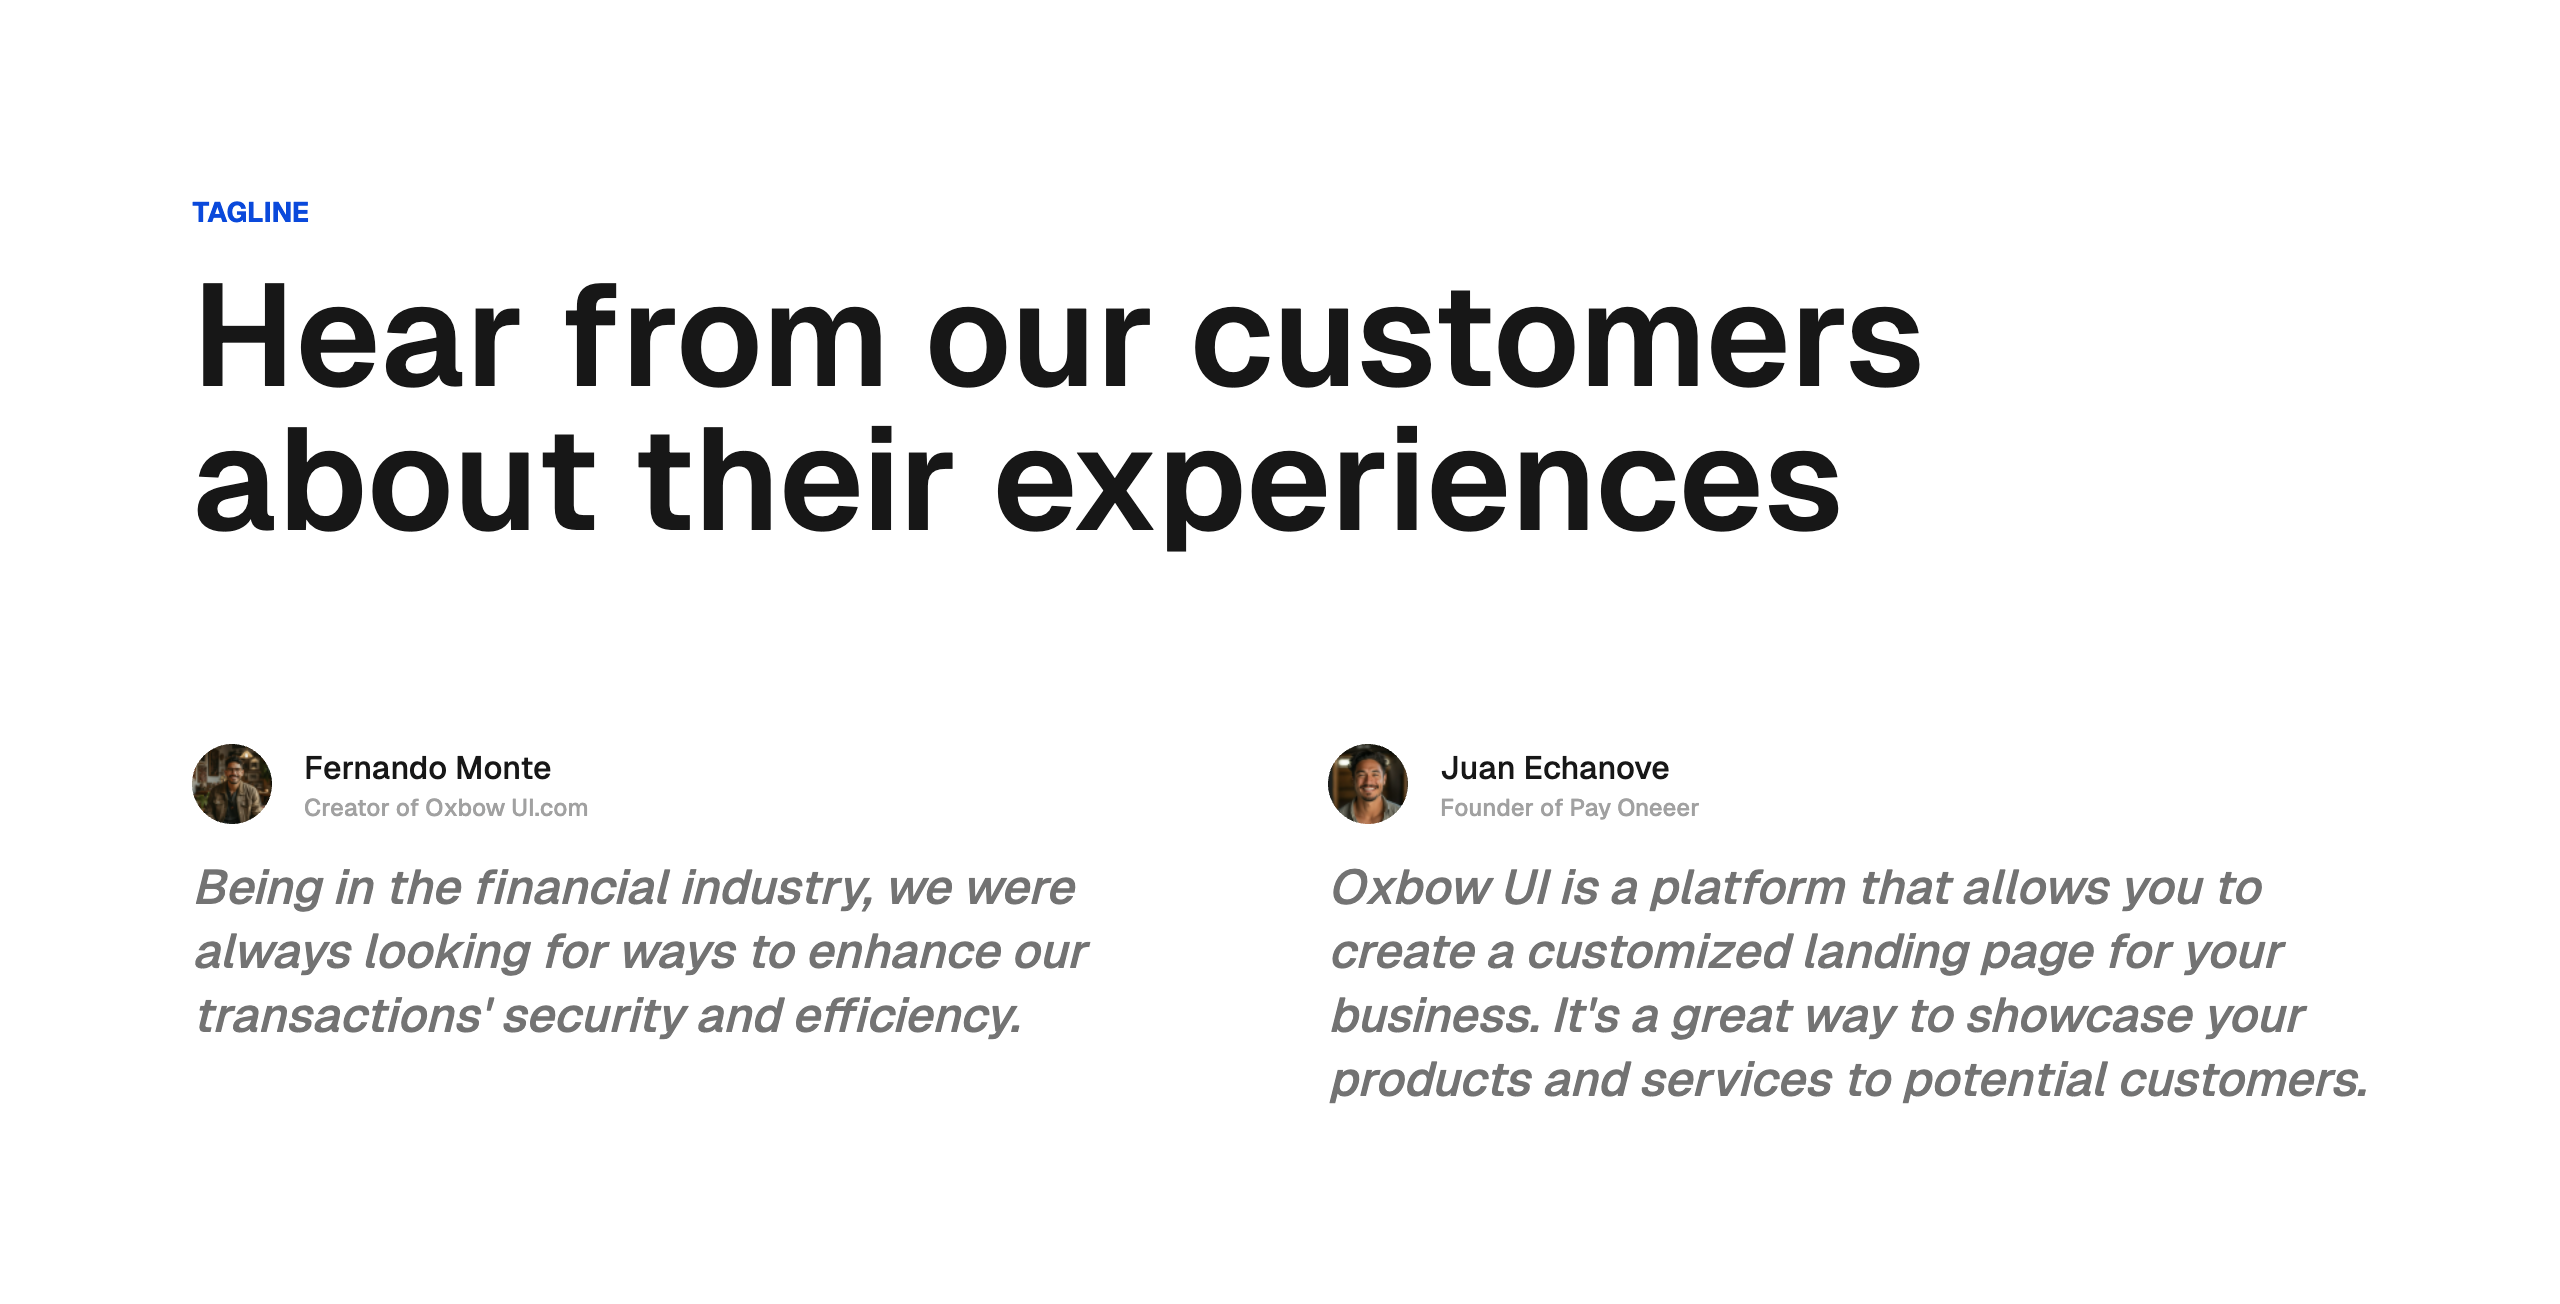 TAGLINE
Hear from our customers
about their experiences
Fernando Monte
Creator of Oxbow UI.com
Being in the financial industry, we were
always looking for ways to enhance our
transactions' security and efficiency.
Juan Echanove
Founder of Pay Oneeer
Oxbow UI is a platform that allows you to
create a customized landing page for your
business. It's a great way to showcase your
products and services to potential customers.